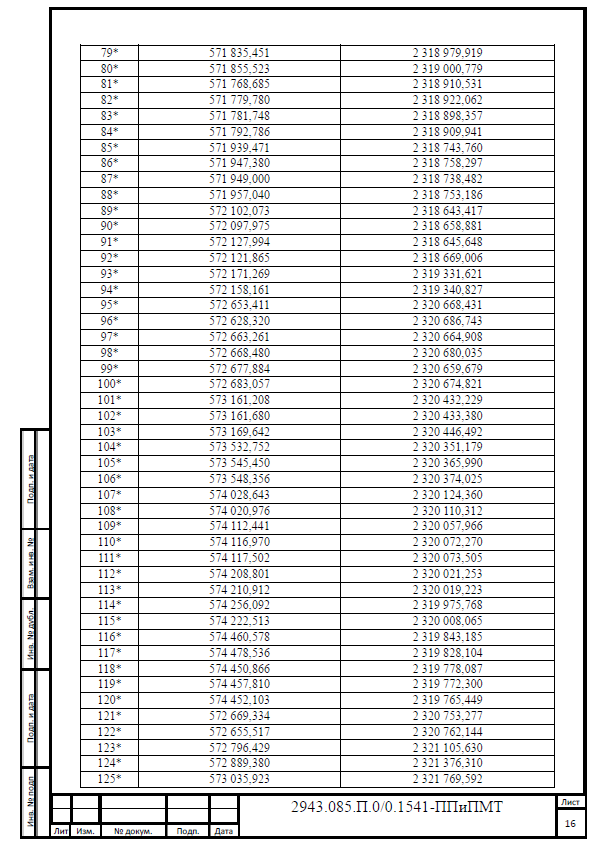 79* 571 835,451 2 318 979,919
80* 571 855,523 2 319 000,779
81* 571 768,685 2 318 910,531
82* 571 779,780 2 318 922,062
83* 571 781,748 2 318 898,357
84* 571 792,786 2 318 909,941
85* 571 939,471 2 318 743,760
86* 571 947,380 2 318 758,297
87* 571 949,000 2 318 738,482
88* 571 957,040 2 318 753,186
89* 572 102,073 2 318 643,417
90* 572 097,975 2 318 658,881
91* 572 127,994 2 318 645,648
92* 572 121,865 2 318 669,006
93* 572 171,269 2 319 331,621
94* 572 158,161 2 319 340,827
95* 572 653,411 2 320 668,431
96* 572 628,320 2 320 686,743
97* 572 663,261 2 320 664,908
98* 572 668,480 2 320 680,035
99* 572 677,884 2 320 659,679
100* 572 683,057 2 320 674,821
101* 573 161,208 2 320 432,229
102* 573 161,680 2 320 433,380
103* 573 169,642 2 320 446,492
104* 573 532,752 2 320 351,179
105* 573 545,450 2 320 365,990
106* 573 548,356 2 320 374,025
107* 574 028,643 2 320 124,360
108* 574 020,976 2 320 110,312
109* 574 112,441 2 320 057,966
110* 574 116,970 2 320 072,270
111* 574 117,502 2 320 073,505
112* 574 208,801 2 320 021,253
113* 574 210,912 2 320 019,223
114* 574 256,092 2 319 975,768
115* 574 222,513 2 320 008,065
116* 574 460,578 2 319 843,185
117* 574 478,536 2 319 828,104
118* 574 450,866 2 319 778,087
119* 574 457,810 2 319 772,300
120* 574 452,103 2 319 765,449
121* 572 669,334 2 320 753,277
122* 572 655,517 2 320 762,144
123* 572 796,429 2 321 105,630
124* 572 889,380 2 321 376,310
125* 573 035,923 2 321 769,592
Подп. и дата
Взам. инв. №
Инв. № дубл.
Подп. и дата
Инв. № подп
2943.085.П.0/0.1541-ППиПМТ
Лист
16
Лит Изм. № докум. Подп. Дата